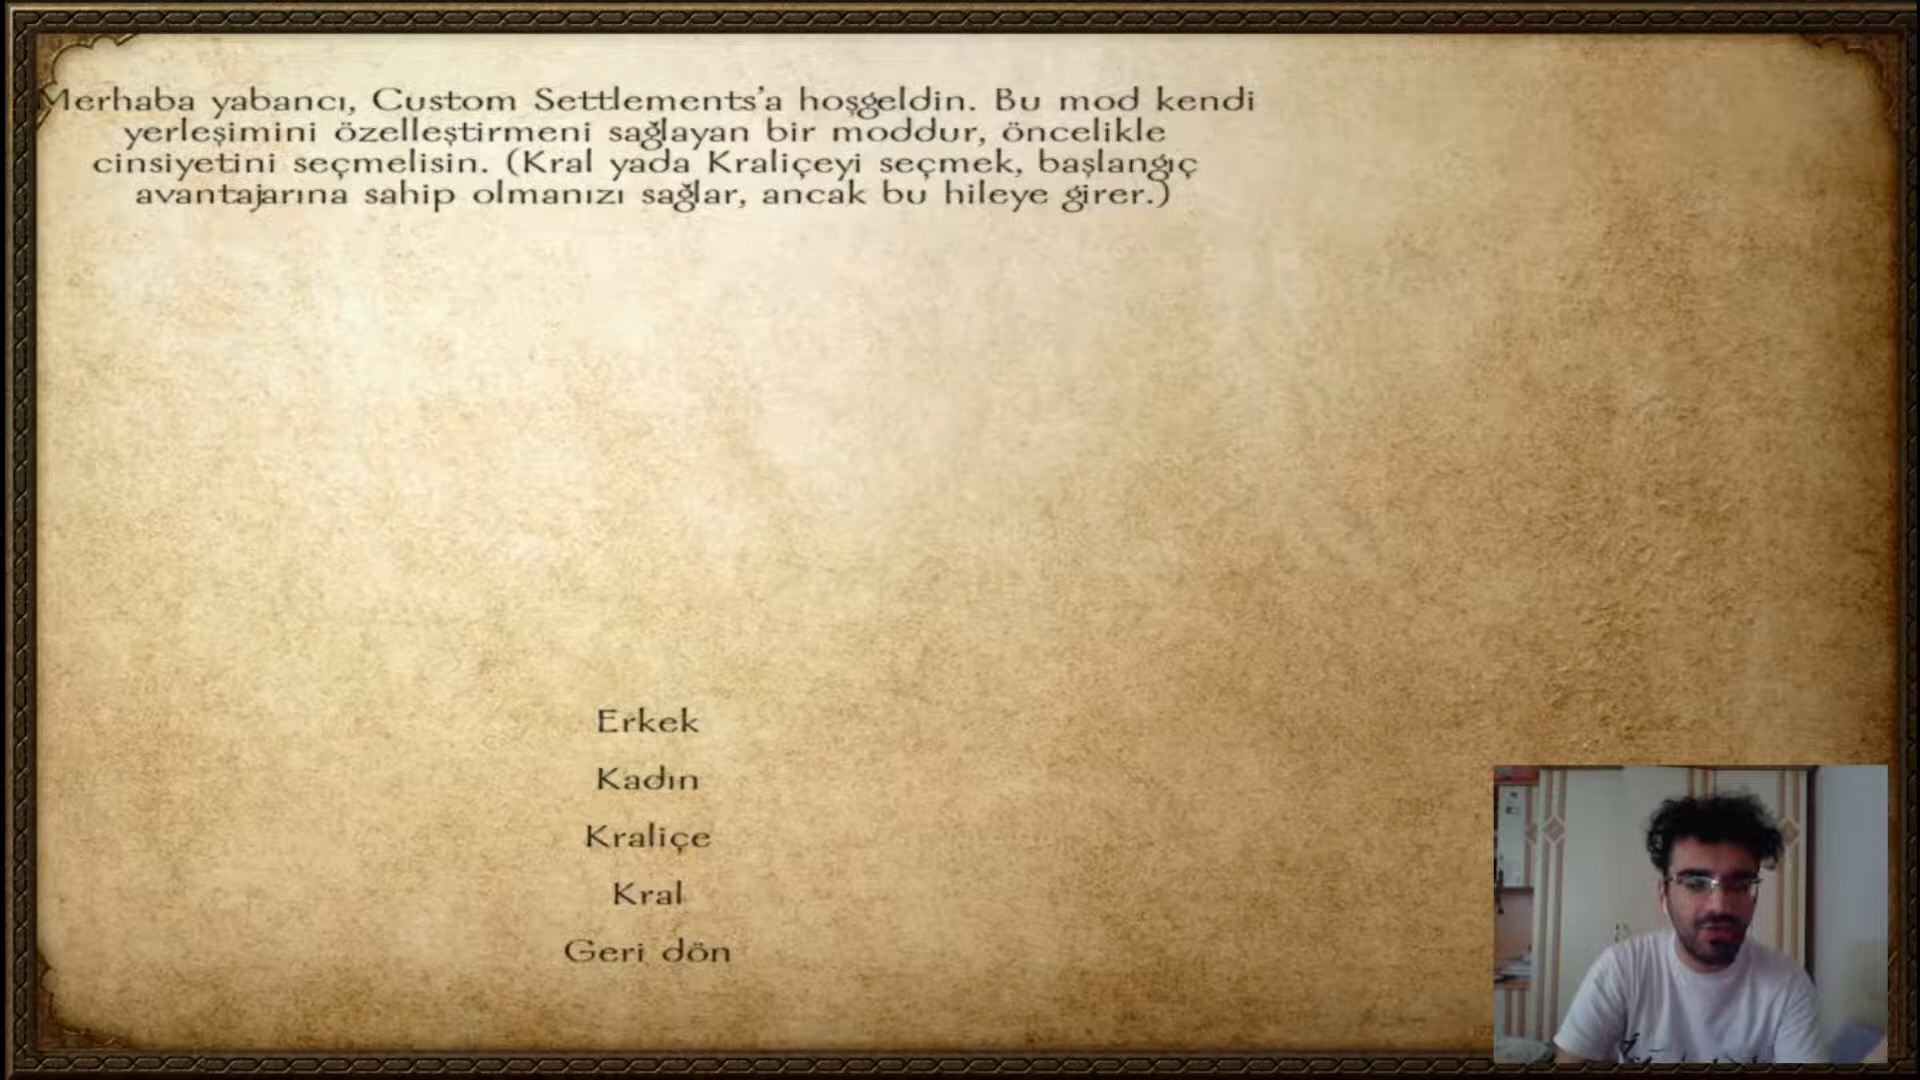 Merhaba yabancı, Custom Settlements'a hoşgeldin. Bu mod kendi
yerleşimini özelleştirmeni sağlayan bir moddur, öncelikle
cinsiyetini seçmelisin. (Kral yada Kraliçeyi seçmek, başlangıç
avantajarına sahip olmanızı sağlar, ancak bu hileye girer.)
Erkek
Kadın
Kraliçe
Kral
Geri dön